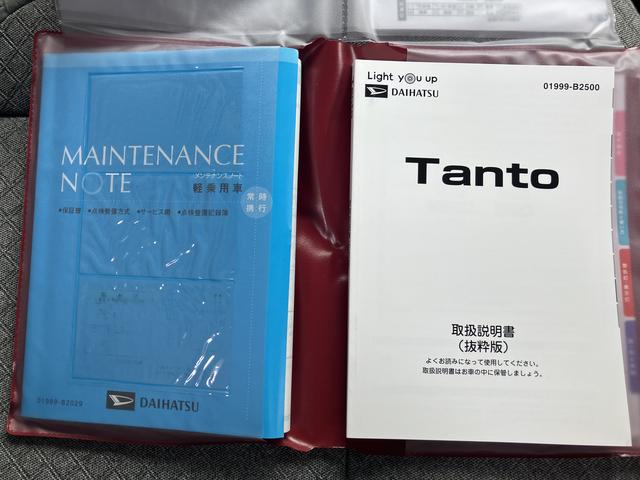 MAINTENANCE
NOTE
メンテナンスノート
軽乗用車
常時
携行
●保証書 ●点検整備方式 ●サービス網 ●点検整備記録簿
DAIHATSU
01999-B2029
Light you up
DAIHATSU
01999-B2500
Tanto
取扱説明書
(抜粋版)
よくお読みになって使用してください。
取扱説明書はお車の中に保管しましょう。